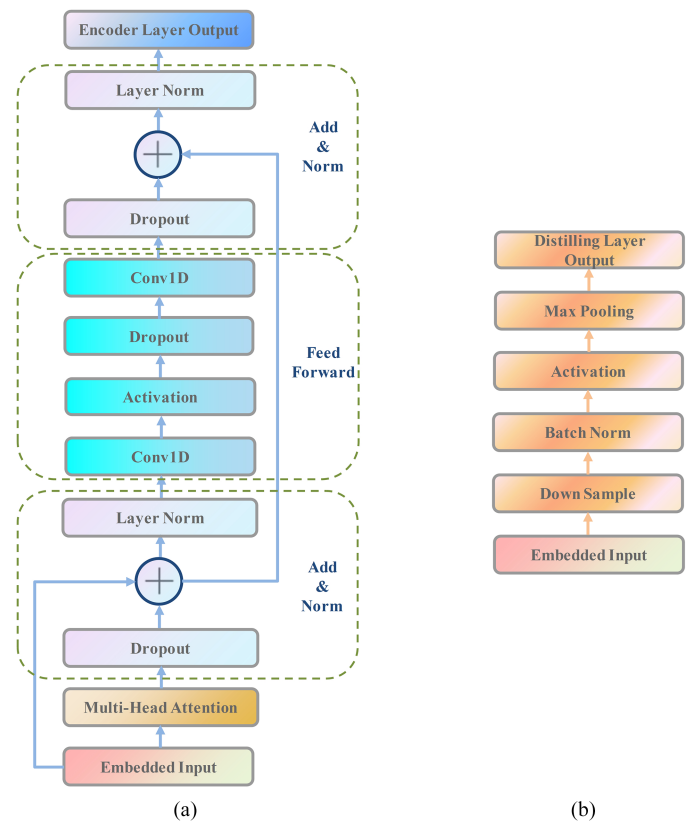 Encoder Layer Output
Layer Norm
Add
&
Norm
Dropout
Conv1D
Dropout
Feed
Forward
Activation
Conv1D
Layer Norm
Add
&
Norm
Dropout
Multi-Head Attention
Embedded Input
(a)
Distilling Layer
Output
Max Pooling
Activation
Batch Norm
Down Sample
Embedded Input
(b)